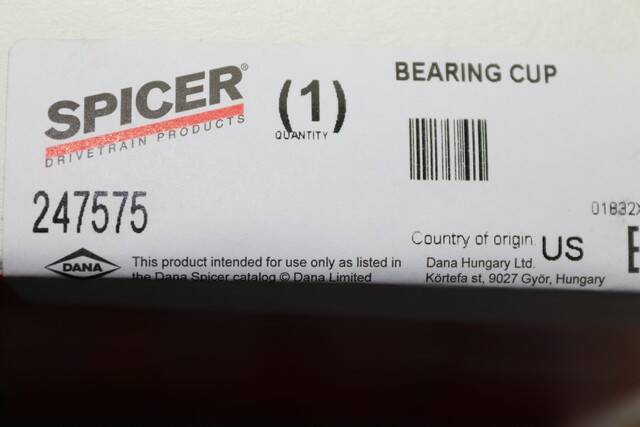 SPICER®
DRIVETRAIN PRODUCTS
(1)
QUANTITY
BEARING CUP
247575
01832X
Country of origin: US
DANA
This product intended for use only as listed in
the Dana Spicer catalog © Dana Limited
Dana Hungary Ltd.
Körtefa st, 9027 Győr, Hungary